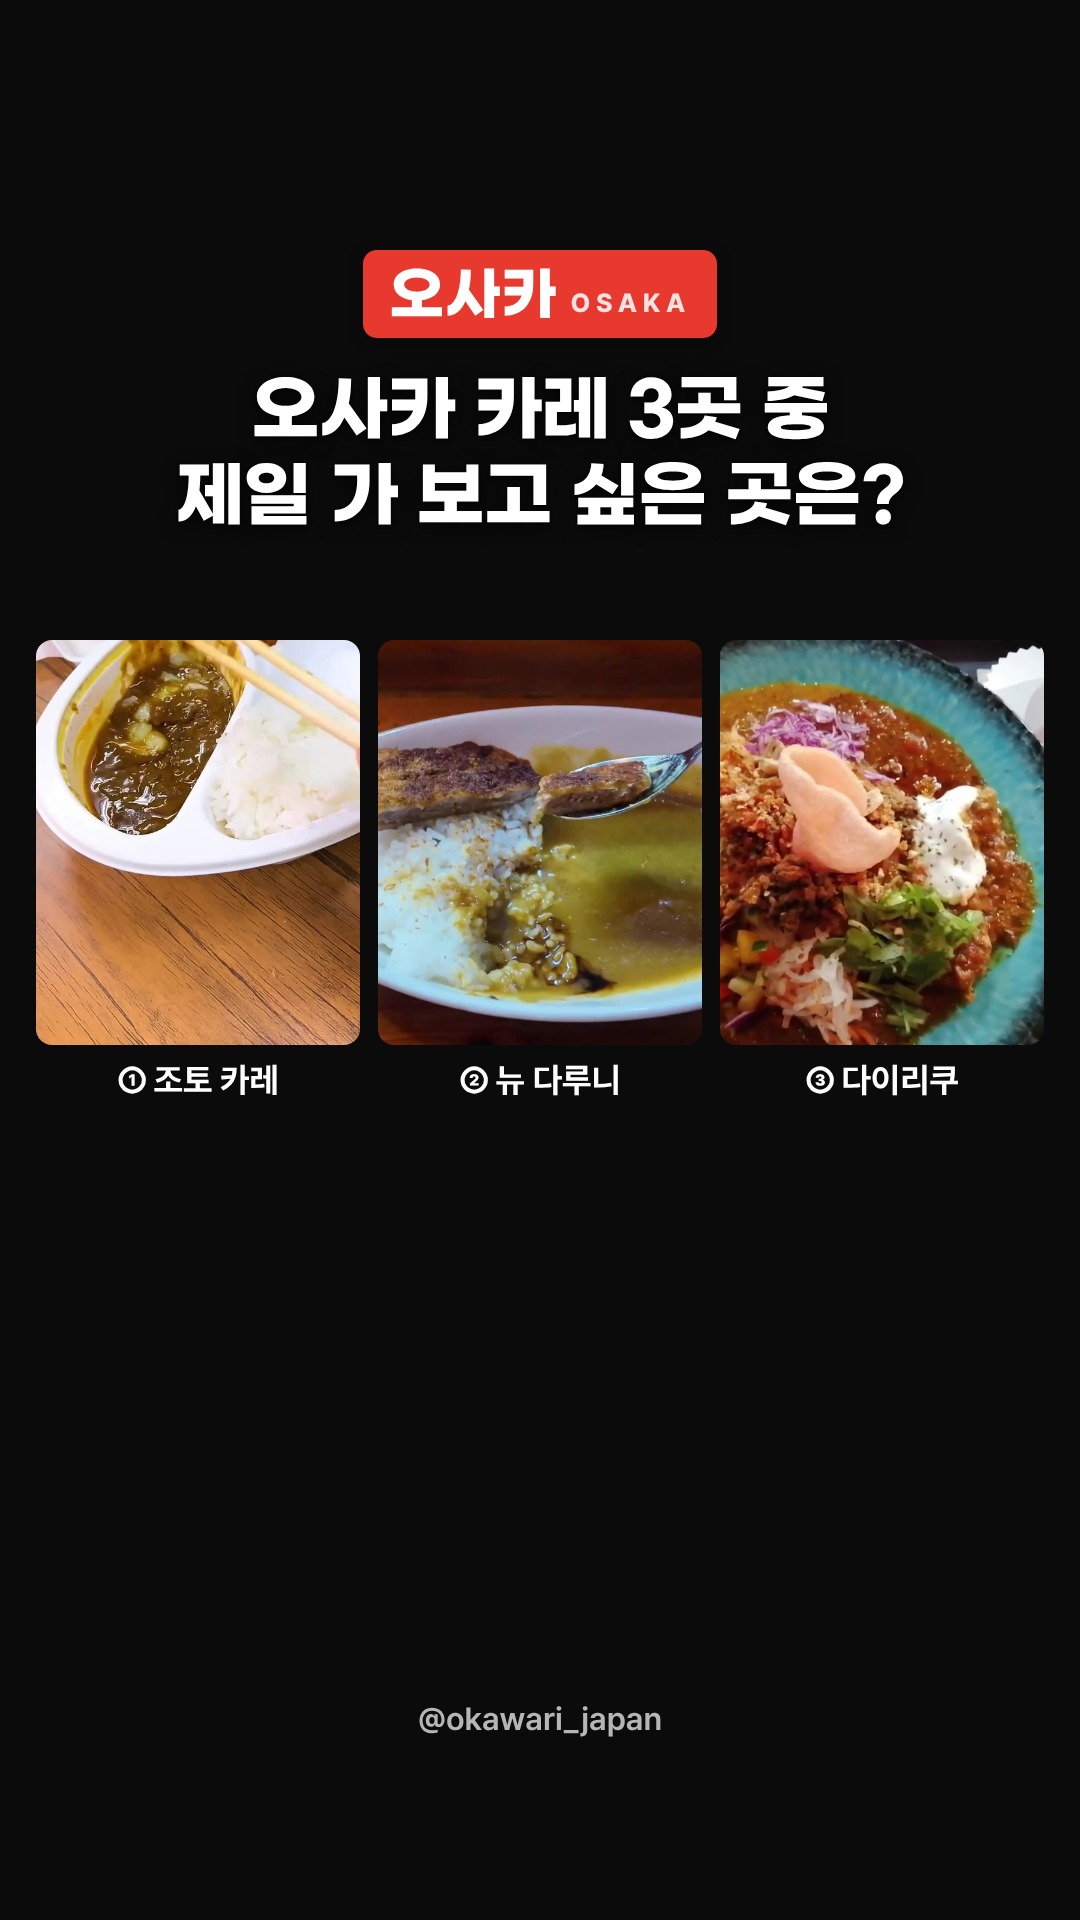 오사카 OSAKA
오사카 카레 3곳 중
제일 가 보고 싶은 곳은?
① 조토 카레
② 뉴 다루니
③ 다이리쿠
@okawari_japan